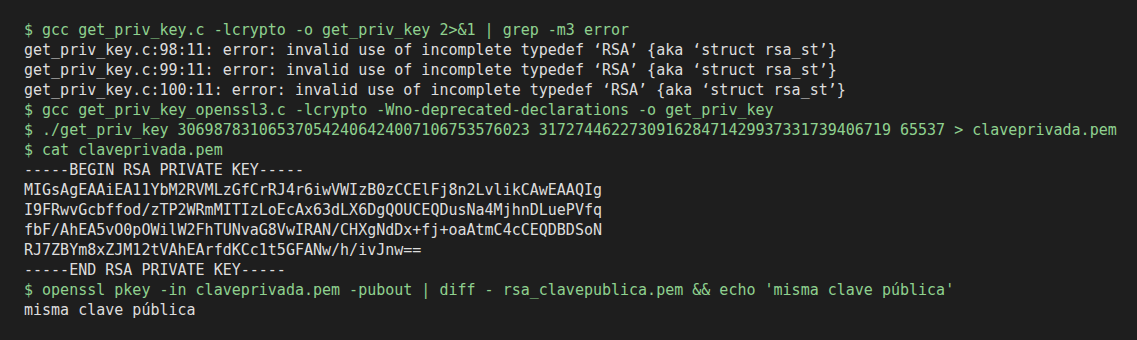 $ gcc get_priv_key.c -lcrypto -o get_priv_key 2>&1 | grep -m3 error
get_priv_key.c:98:11: error: invalid use of incomplete typedef ‘RSA’ {aka ‘struct rsa_st’}
get_priv_key.c:99:11: error: invalid use of incomplete typedef ‘RSA’ {aka ‘struct rsa_st’}
get_priv_key.c:100:11: error: invalid use of incomplete typedef ‘RSA’ {aka ‘struct rsa_st’}
$ gcc get_priv_key_openssl3.c -lcrypto -Wno-deprecated-declarations -o get_priv_key
$ ./get_priv_key 306987831065370542406424007106753576023 317274462273091628471429937331739406719 65537 > claveprivada.pem
$ cat claveprivada.pem
-----BEGIN RSA PRIVATE KEY-----
MIGsAgEAAiEA11YbM2RVMLzGfCrRJ4r6iwVWIzB0zCCElFj8n2LvlikCAwEAAQIg
I9FRwvGcbffod/zTP2WRmMITIzLoEcAx63dLX6DgQOUCEQDusNa4MjhnDLuePVfq
fbF/AhEA5vO0pOWilW2FhTUNvaG8VwIRAN/CHXgNdDx+fj+oaAtmC4cCEQDBDSoN
RJ7ZBYm8xZJM12tVAhEArfdKCc1t5GFANw/h/ivJnw==
-----END RSA PRIVATE KEY-----
$ openssl pkey -in claveprivada.pem -pubout | diff - rsa_clavepublica.pem && echo 'misma clave pública'
misma clave pública